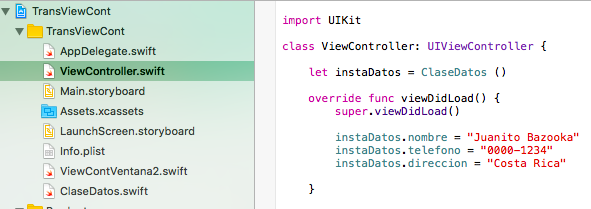 TransViewCont
TransViewCont
AppDelegate.swift
ViewController.swift
Main.storyboard
Assets.xcassets
LaunchScreen.storyboard
Info.plist
ViewContVentana2.swift
ClaseDatos.swift
import UIKit
class ViewController: UIViewController {
let instaDatos = ClaseDatos ()
override func viewDidLoad() {
super.viewDidLoad()
instaDatos.nombre = "Juanito Bazooka"
instaDatos.telefono = "0000-1234"
instaDatos.direccion = "Costa Rica"
}